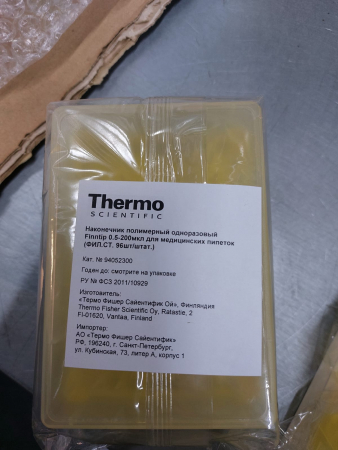 Thermo
SCIENTIFIC
Наконечник полимерный одноразовый
Finntip 0.5-200мкл для медицинских пипеток
(ФИЛ.СТ. 96шт/штат.)
Кат. № 94052300
Годен до: смотрите на упаковке
РУ № ФСЗ 2011/10929
Изготовитель:
«Термо Фишер Сайентифик Ой», Финляндия
Thermo Fisher Scientific Oy, Ratastie, 2
FI-01620, Vantaa, Finland
Импортер:
АО «Термо Фишер Сайентифик»
РФ, 196240, г. Санкт-Петербург,
ул. Кубинская, 73, литер А, корпус 1